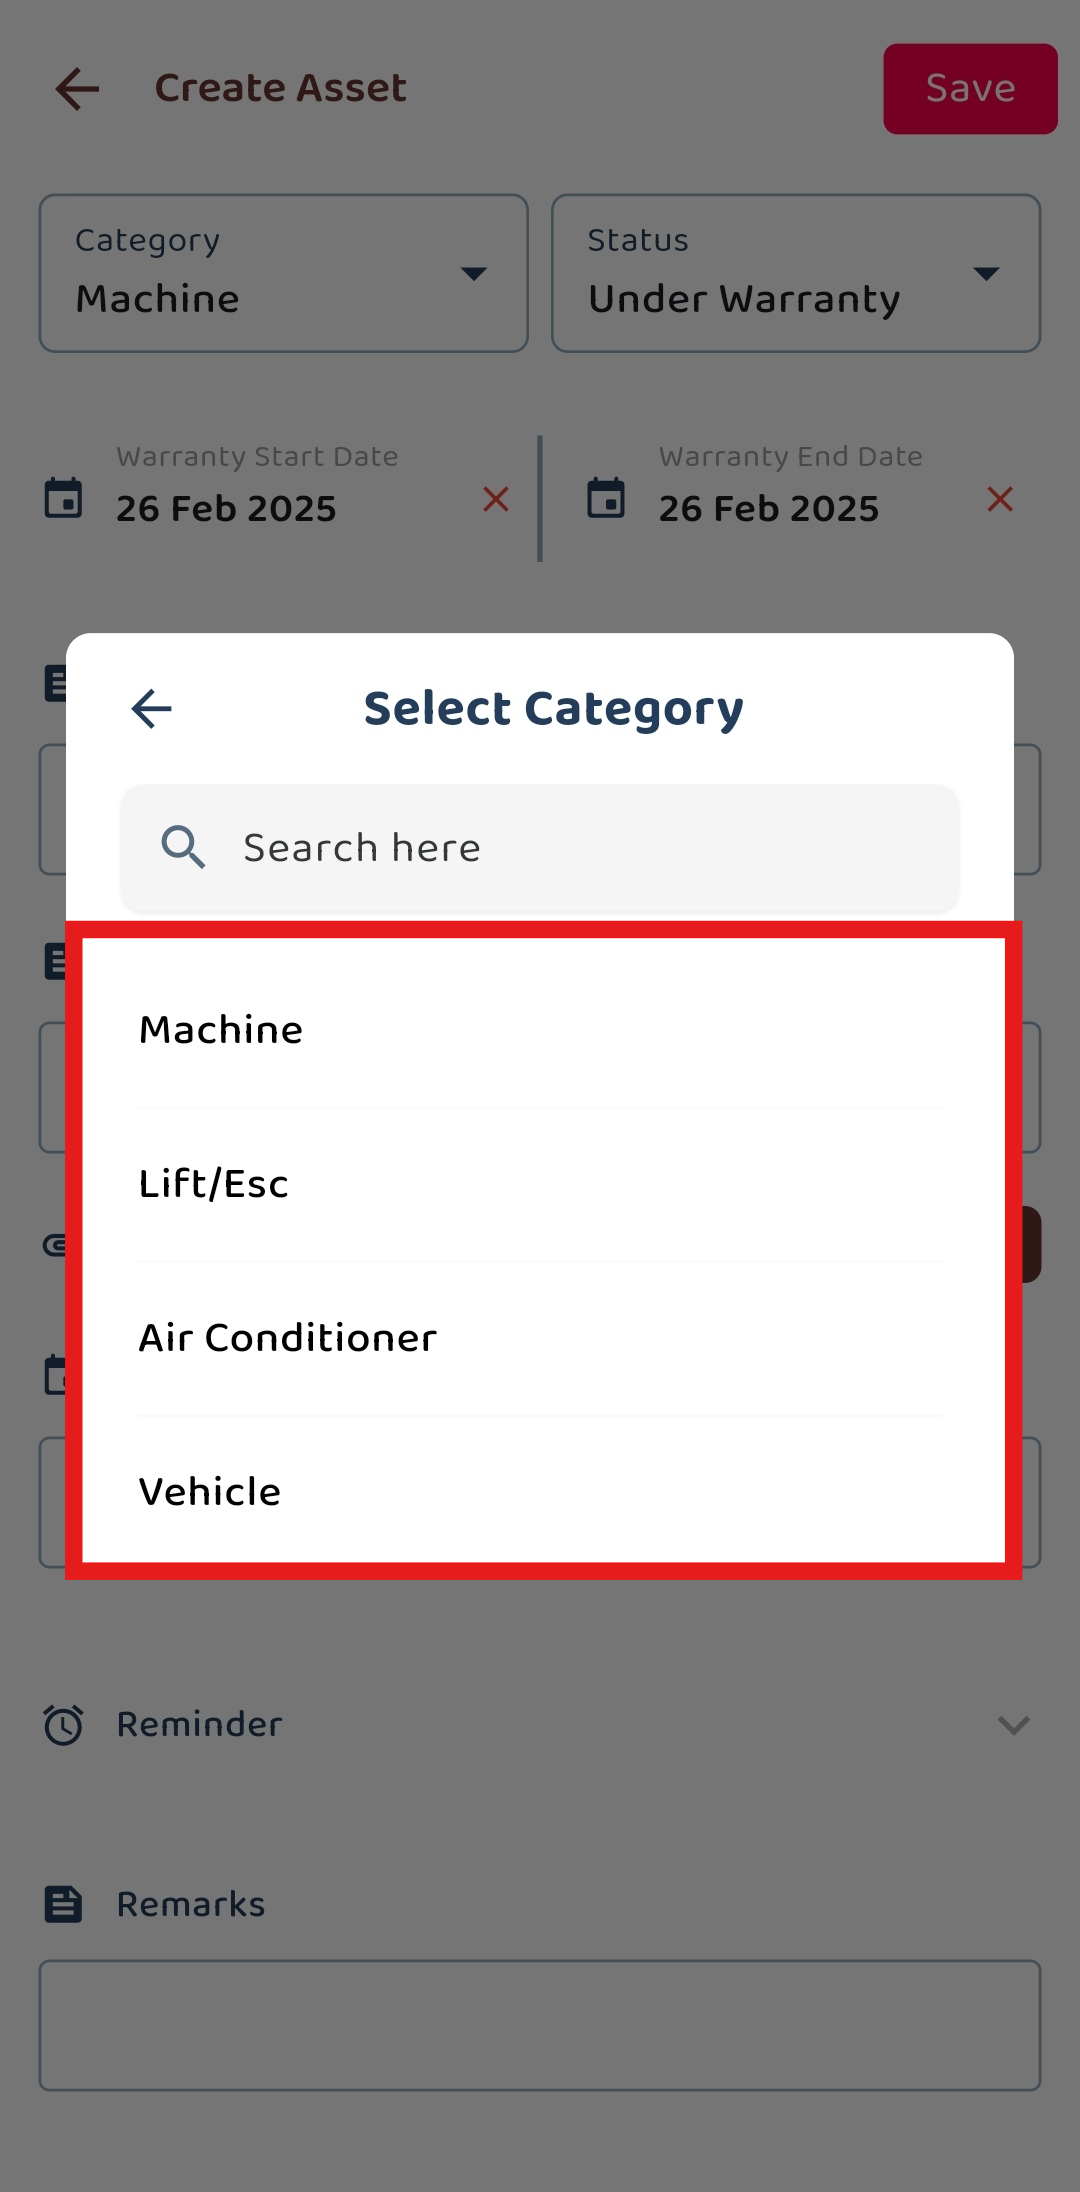 Create Asset
Save
Category
Machine
Status
Under Warranty
Warranty Start Date
26 Feb 2025
Warranty End Date
26 Feb 2025
Select Category
Search here
Machine
Lift/Esc
Air Conditioner
Vehicle
Reminder
Remarks